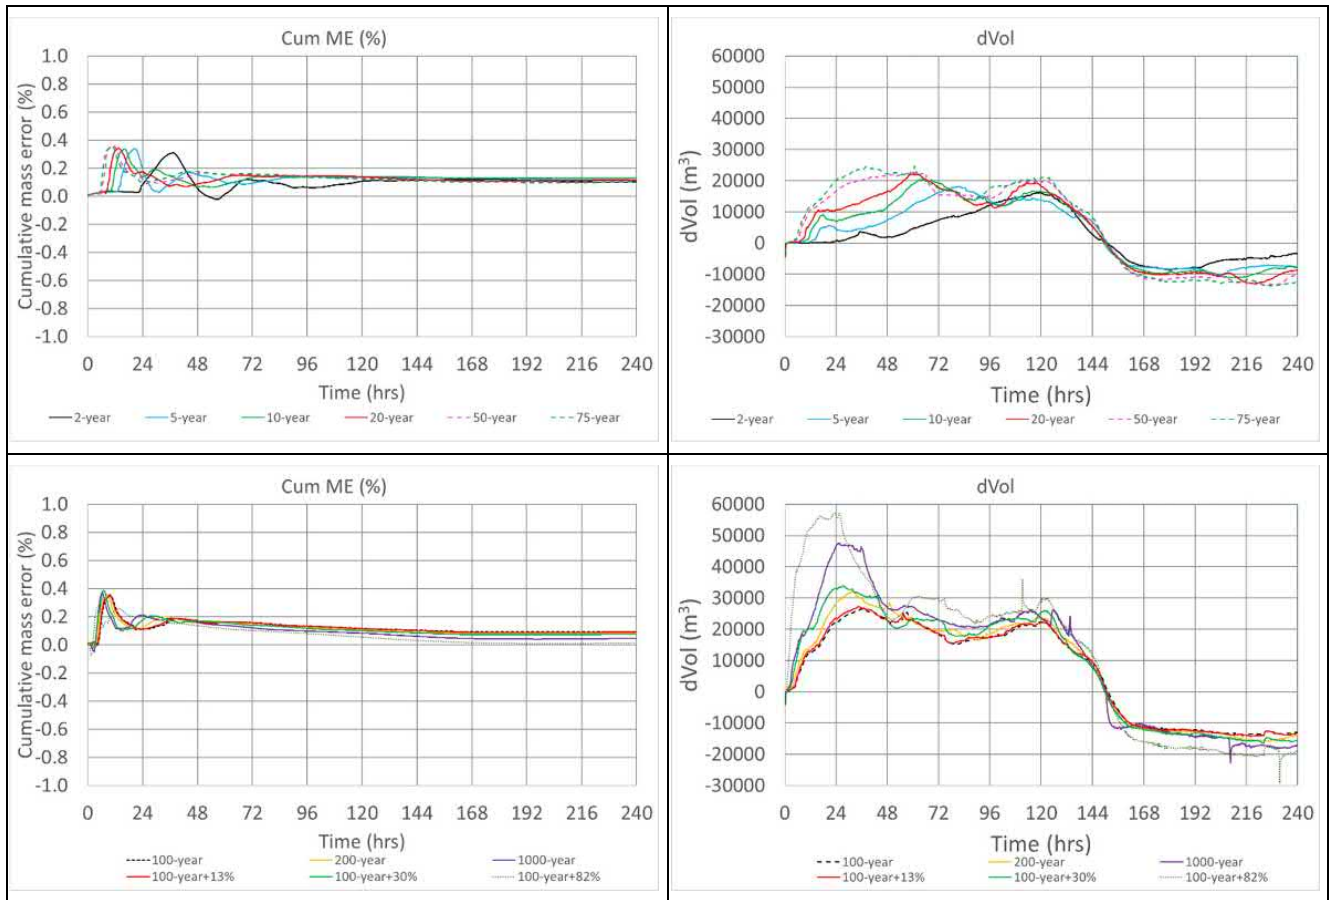 Cum ME (%)
Cumulative mass error (%)
1.0
0.8
0.6
0.4
0.2
0.0
-0.2
-0.4
-0.6
-0.8
-1.0
0 24 48 72 96 120 144 168 192 216 240
Time (hrs)
2-year 5-year 10-year 20-year 50-year 75-year
dVol
dVol (m³)
60000
50000
40000
30000
20000
10000
0
-10000
-20000
-30000
0 24 48 72 96 120 144 168 192 216 240
Time (hrs)
2-year 5-year 10-year 20-year 50-year 75-year
Cum ME (%)
Cumulative mass error (%)
1.0
0.8
0.6
0.4
0.2
0.0
-0.2
-0.4
-0.6
-0.8
-1.0
0 24 48 72 96 120 144 168 192 216 240
Time (hrs)
100-year 200-year 1000-year
100-year+13% 100-year+30% 100-year+82%
dVol
dVol (m³)
60000
50000
40000
30000
20000
10000
0
-10000
-20000
-30000
0 24 48 72 96 120 144 168 192 216 240
Time (hrs)
100-year 200-year 1000-year
100-year+13% 100-year+30% 100-year+82%